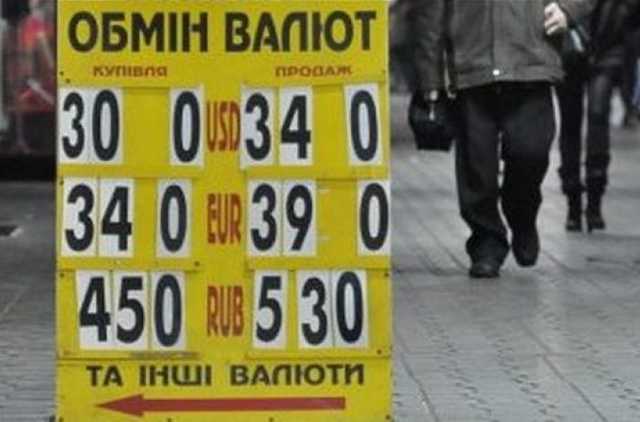 ОБМІН ВАЛЮТ
КУПІВЛЯ ПРОДАЖ
30 0 USD 34 0
34 0 EUR 39 0
450 RUB 530
ТА ІНШІ ВАЛЮТИ